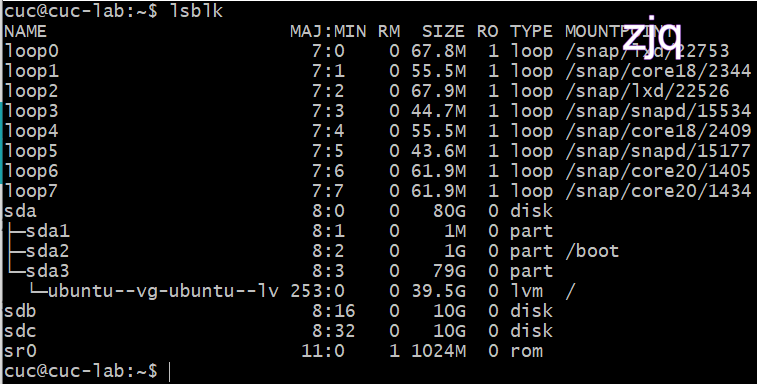 cuc@cuc-lab:~$ lsblk
NAME                      MAJ:MIN RM  SIZE RO TYPE MOUNTPOINT
loop0                       7:0    0 67.8M  1 loop /snap/lxd/22753
loop1                       7:1    0 55.5M  1 loop /snap/core18/2344
loop2                       7:2    0 67.9M  1 loop /snap/lxd/22526
loop3                       7:3    0 44.7M  1 loop /snap/snapd/15534
loop4                       7:4    0 55.5M  1 loop /snap/core18/2409
loop5                       7:5    0 43.6M  1 loop /snap/snapd/15177
loop6                       7:6    0 61.9M  1 loop /snap/core20/1405
loop7                       7:7    0 61.9M  1 loop /snap/core20/1434
sda                         8:0    0   80G  0 disk
├─sda1                      8:1    0    1M  0 part
├─sda2                      8:2    0    1G  0 part /boot
└─sda3                      8:3    0   79G  0 part
  └─ubuntu--vg-ubuntu--lv 253:0    0 39.5G  0 lvm  /
sdb                         8:16   0   10G  0 disk
sdc                         8:32   0   10G  0 disk
sr0                        11:0    1 1024M  0 rom
cuc@cuc-lab:~$
zjq